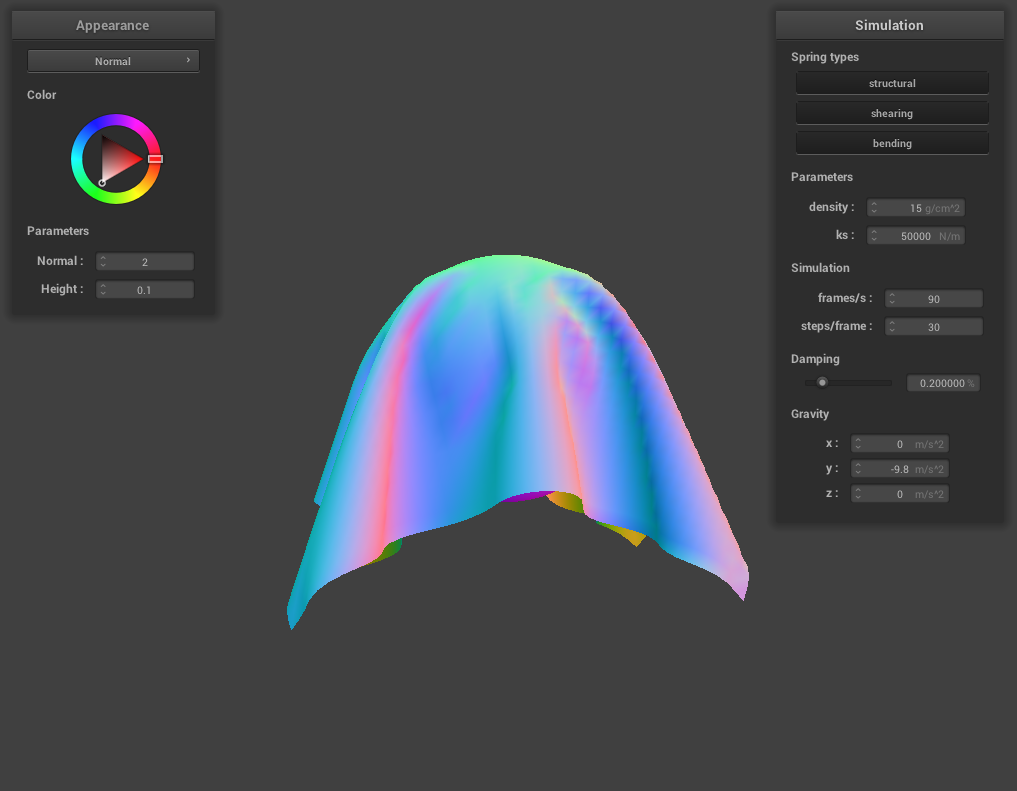 Appearance
Normal
Color
Parameters
Normal : 2
Height : 0.1
Simulation
Spring types
structural
shearing
bending
Parameters
density : 15 g/cm^2
ks : 50000 N/m
Simulation
frames/s : 90
steps/frame : 30
Damping
0.200000 %
Gravity
x : 0 m/s^2
y : -9.8 m/s^2
z : 0 m/s^2